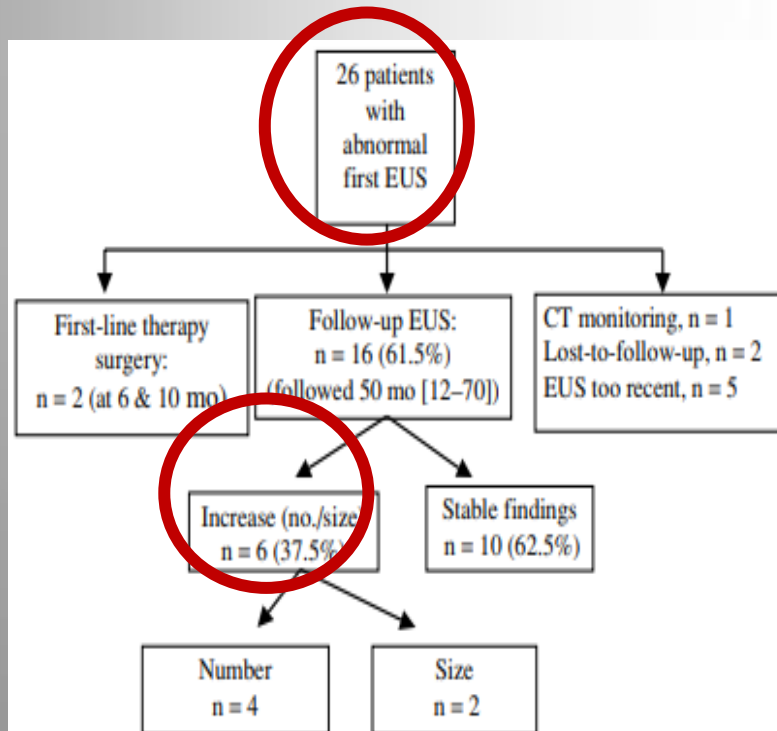 26 patients
with
abnormal
first EUS
First-line therapy
surgery:
n = 2 (at 6 & 10 mo)
Follow-up EUS:
n = 16 (61.5%)
(followed 50 mo [12–70])
CT monitoring, n = 1
Lost-to-follow-up, n = 2
EUS too recent, n = 5
Increase (no./size)
n = 6 (37.5%)
Stable findings
n = 10 (62.5%)
Number
n = 4
Size
n = 2